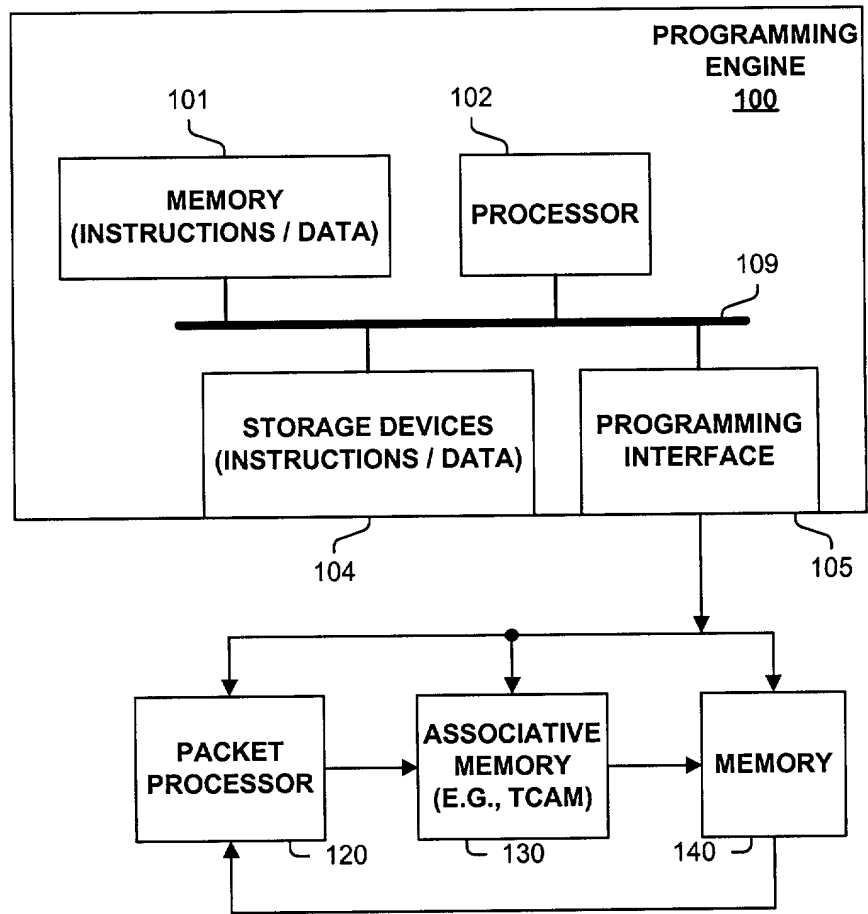 PROGRAMMING
ENGINE
100
101
102
MEMORY
(INSTRUCTIONS / DATA)
PROCESSOR
109
STORAGE DEVICES
(INSTRUCTIONS / DATA)
PROGRAMMING
INTERFACE
104
105
PACKET
PROCESSOR
ASSOCIATIVE
MEMORY
(E.G., TCAM)
MEMORY
120
130
140